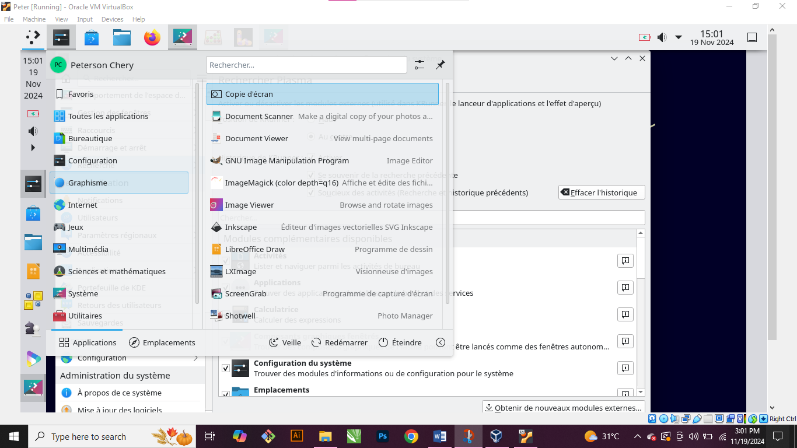 Peter [Running] - Oracle VM VirtualBox
File Machine View Input Devices Help
15:01
19 Nov 2024
15:01
19
Nov
2024
PC Peterson Chery
Rechercher...
Favoris
Toutes les applications
Bureautique
Configuration
Graphisme
Internet
Jeux
Multimédia
Sciences et mathématiques
Système
Utilitaires
Copie d'écran
Document Scanner Make a digital copy of your photos a...
Document Viewer View multi-page documents
GNU Image Manipulation Program Image Editor
ImageMagick (color depth=q16) Affiche et édite des fichi...
Image Viewer Browse and rotate images
Inkscape Éditeur d'images vectorielles SVG Inkscape
LibreOffice Draw Programme de dessin
LXImage Visionneuse d'images
ScreenGrab Programme de capture d'écran
Shotwell Photo Manager
Applications Emplacements Veille Redémarrer Éteindre
e lanceur d'applications et l'effet d'aperçu)
historique précédents) Effacer l'historique
Modules complémentaires disponibles
rvices
être lancés comme des fenêtres autonom...
Configuration
Administration du système
À propos de ce système
Mise à jour des logiciels
Configuration du système
Trouver des modules d'informations ou de configuration pour le système
Emplacements
Obtenir de nouveaux modules externes...
Right Ctrl
Type here to search
31°C
3:01 PM
11/19/2024